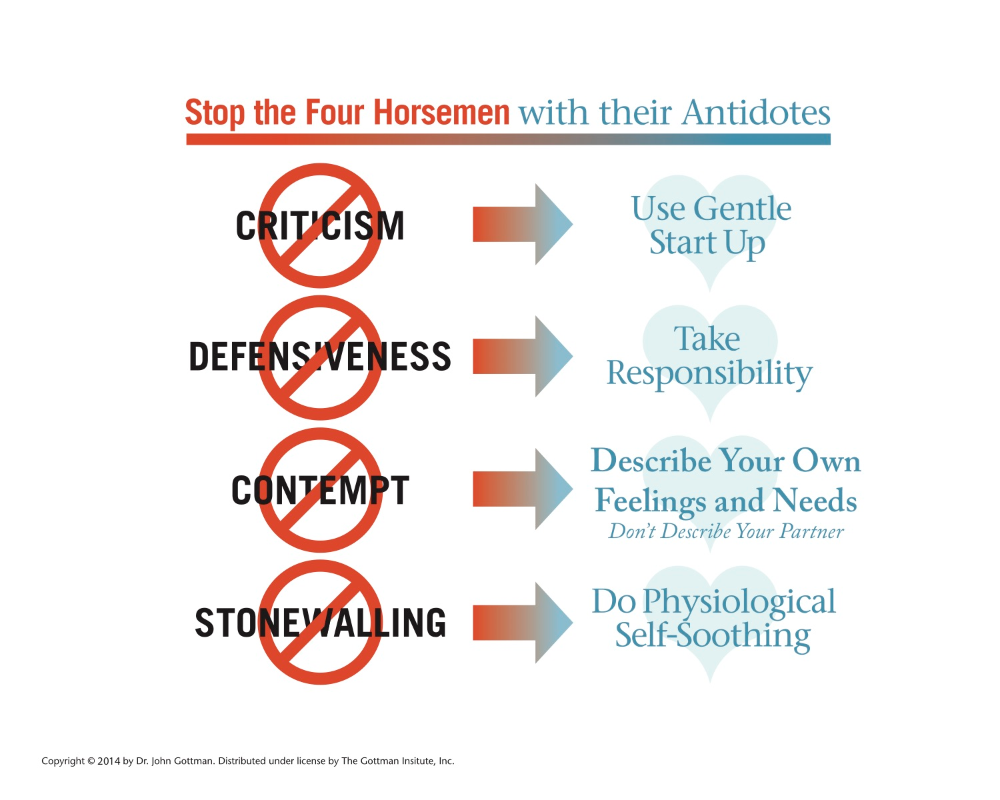 Stop the Four Horsemen with their Antidotes
CRITICISM
Use Gentle
Start Up
DEFENSIVENESS
Take
Responsibility
CONTEMPT
Describe Your Own
Feelings and Needs
Don't Describe Your Partner
STONEWALLING
Do Physiological
Self-Soothing
Copyright © 2014 by Dr. John Gottman. Distributed under license by The Gottman Insitute, Inc.